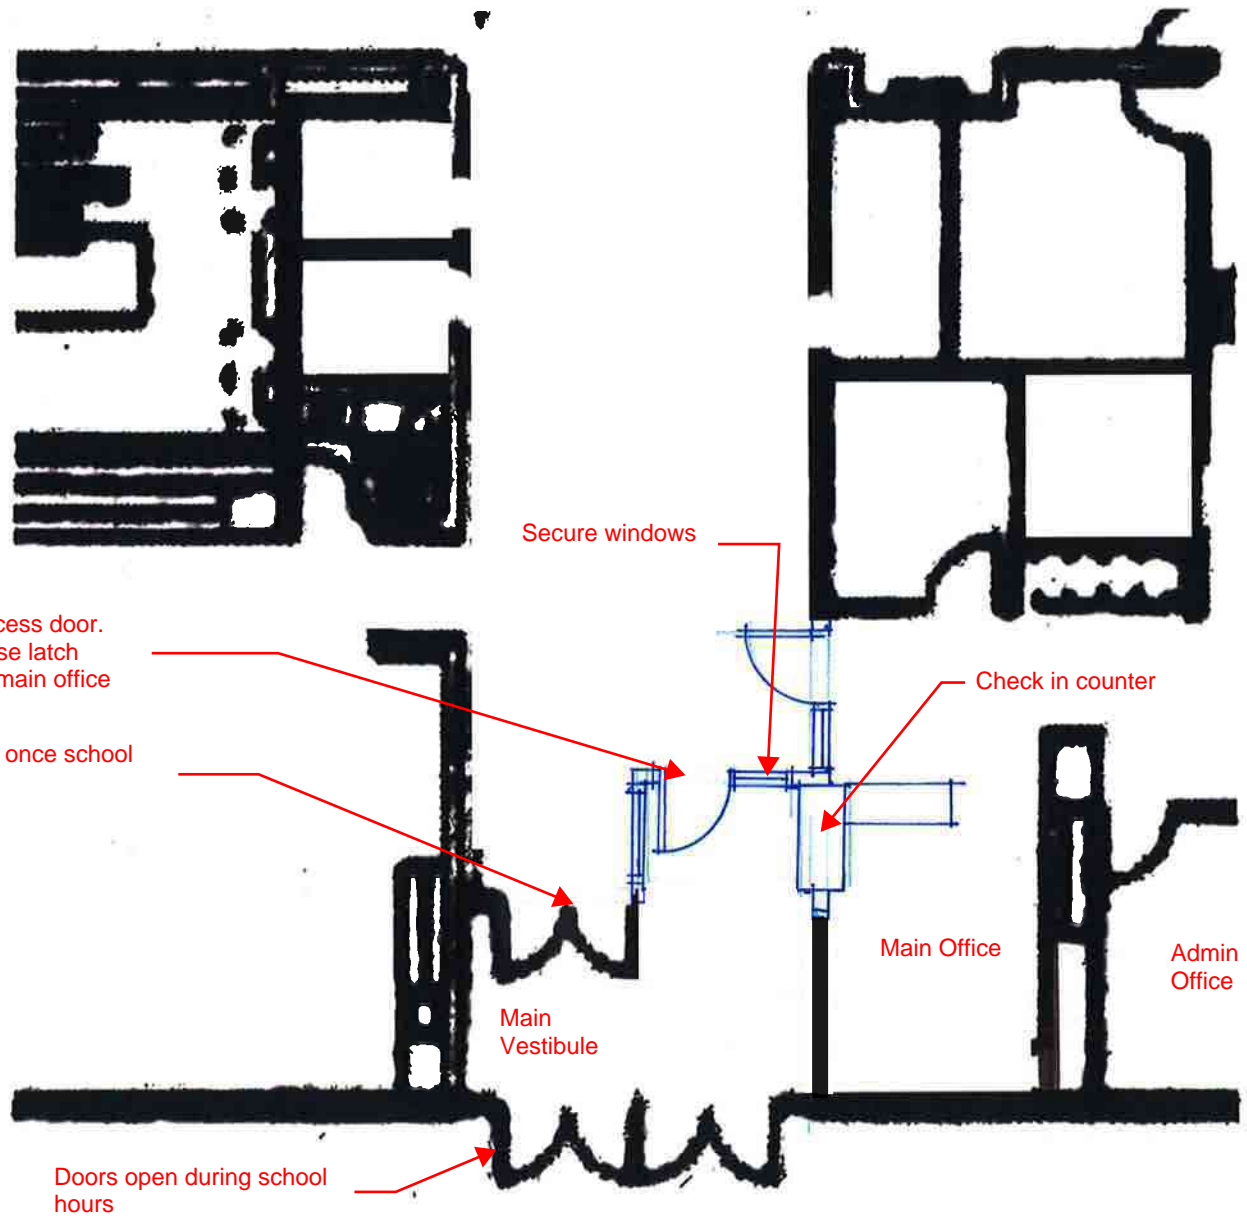 Secure windows
cess door.
se latch
main office
Check in counter
once school
Main Office
Admin
Office
Main
Vestibule
Doors open during school
hours